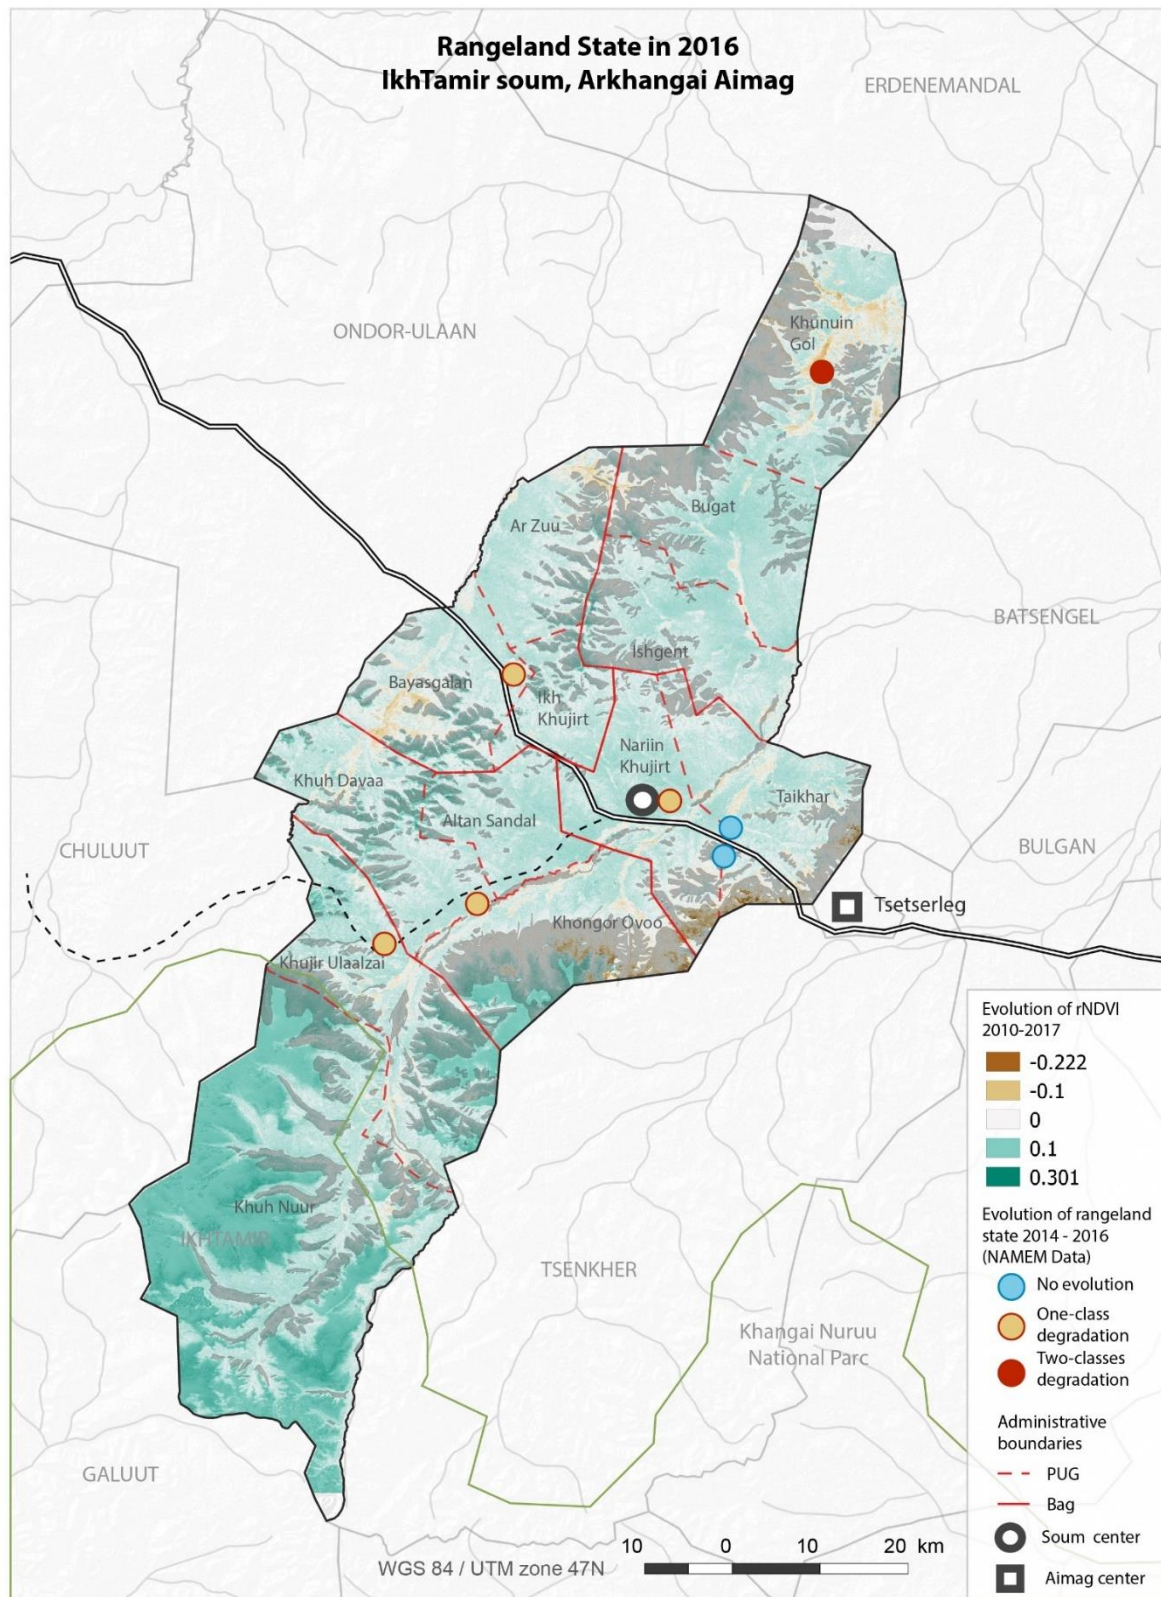 Rangeland State in 2016
IkhTamir soum, Arkhangai Aimag
ERDENEMANDAL
ONDOR-ULAAN
Khunuin
Gol
Bugat
Ar Zuu
BATSENGEL
Ishgent
Bayasgalan
Ikh
Khujirt
Nariin
Khujirt
Khuh Davaa
Taikhar
Altan Sandal
CHULUUT
BULGAN
Tsetserleg
Khongor Ovoo
Khujir Ulaalzai
Khuh Nuur
IKHTAMIR
TSENKHER
Khangai Nuruu
National Parc
GALUUT
Evolution of rNDVI
2010-2017
-0.222
-0.1
0
0.1
0.301
Evolution of rangeland
state 2014 - 2016
(NAMEM Data)
No evolution
One-class
degradation
Two-classes
degradation
Administrative
boundaries
PUG
Bag
Soum center
Aimag center
10 0 10 20 km
WGS 84 / UTM zone 47N